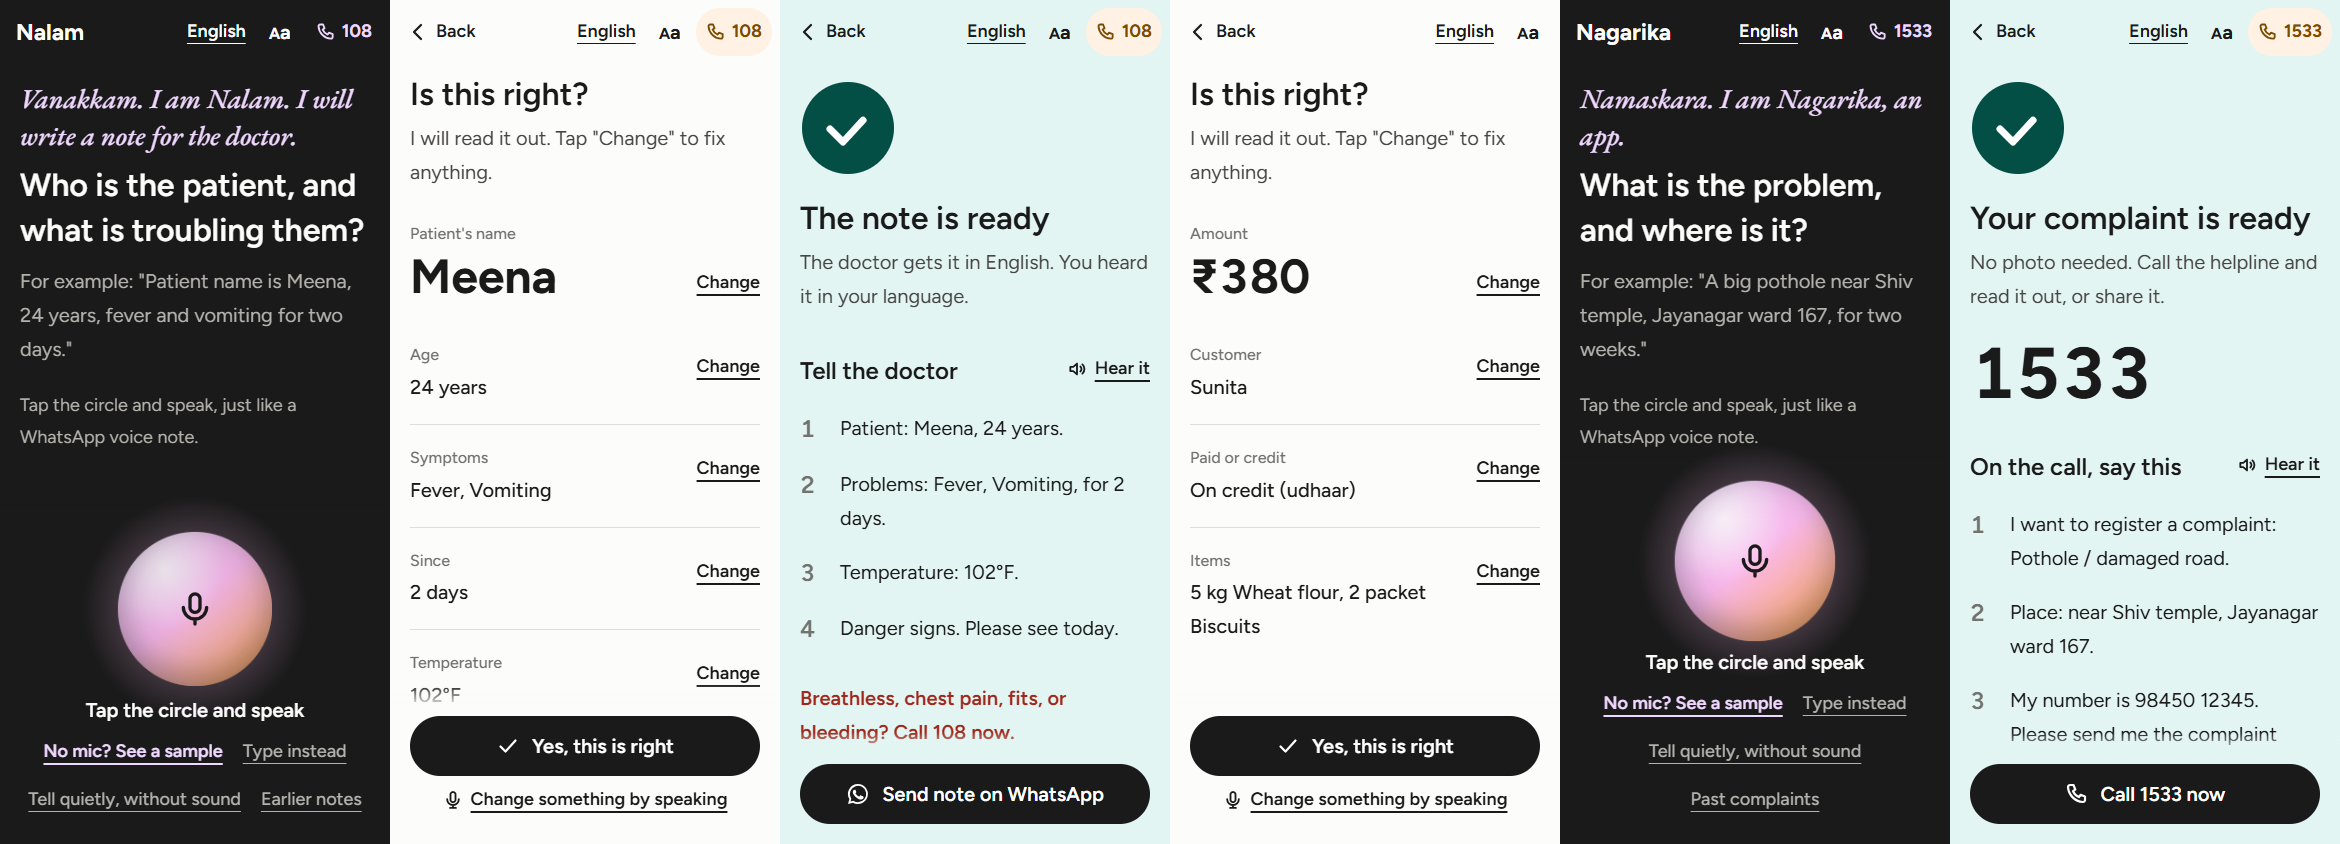 Nalam
English
Aa
108
Vanakkam. I am Nalam. I will
write a note for the doctor.
Who is the patient, and
what is troubling them?
For example: "Patient name is Meena,
24 years, fever and vomiting for two
days."
Tap the circle and speak, just like a
WhatsApp voice note.
Tap the circle and speak
No mic? See a sample
Type instead
Tell quietly, without sound
Earlier notes
Back
English
Aa
108
Is this right?
I will read it out. Tap "Change" to fix
anything.
Patient's name
Meena
Change
Age
24 years
Change
Symptoms
Fever, Vomiting
Change
Since
2 days
Change
Temperature
102°F
Change
Yes, this is right
Change something by speaking
Back
English
Aa
108
The note is ready
The doctor gets it in English. You heard
it in your language.
Tell the doctor
Hear it
1 Patient: Meena, 24 years.
2 Problems: Fever, Vomiting, for 2
days.
3 Temperature: 102°F.
4 Danger signs. Please see today.
Breathless, chest pain, fits, or
bleeding? Call 108 now.
Send note on WhatsApp
Back
English
Aa
Is this right?
I will read it out. Tap "Change" to fix
anything.
Amount
₹380
Change
Customer
Sunita
Change
Paid or credit
On credit (udhaar)
Change
Items
5 kg Wheat flour, 2 packet
Biscuits
Change
Yes, this is right
Change something by speaking
Nagarika
English
Aa
1533
Namaskara. I am Nagarika, an
app.
What is the problem,
and where is it?
For example: "A big pothole near Shiv
temple, Jayanagar ward 167, for two
weeks."
Tap the circle and speak, just like a
WhatsApp voice note.
Tap the circle and speak
No mic? See a sample
Type instead
Tell quietly, without sound
Past complaints
Back
English
Aa
1533
Your complaint is ready
No photo needed. Call the helpline and
read it out, or share it.
1533
On the call, say this
Hear it
1 I want to register a complaint:
Pothole / damaged road.
2 Place: near Shiv temple, Jayanagar
ward 167.
3 My number is 98450 12345.
Please send me the complaint
Call 1533 now